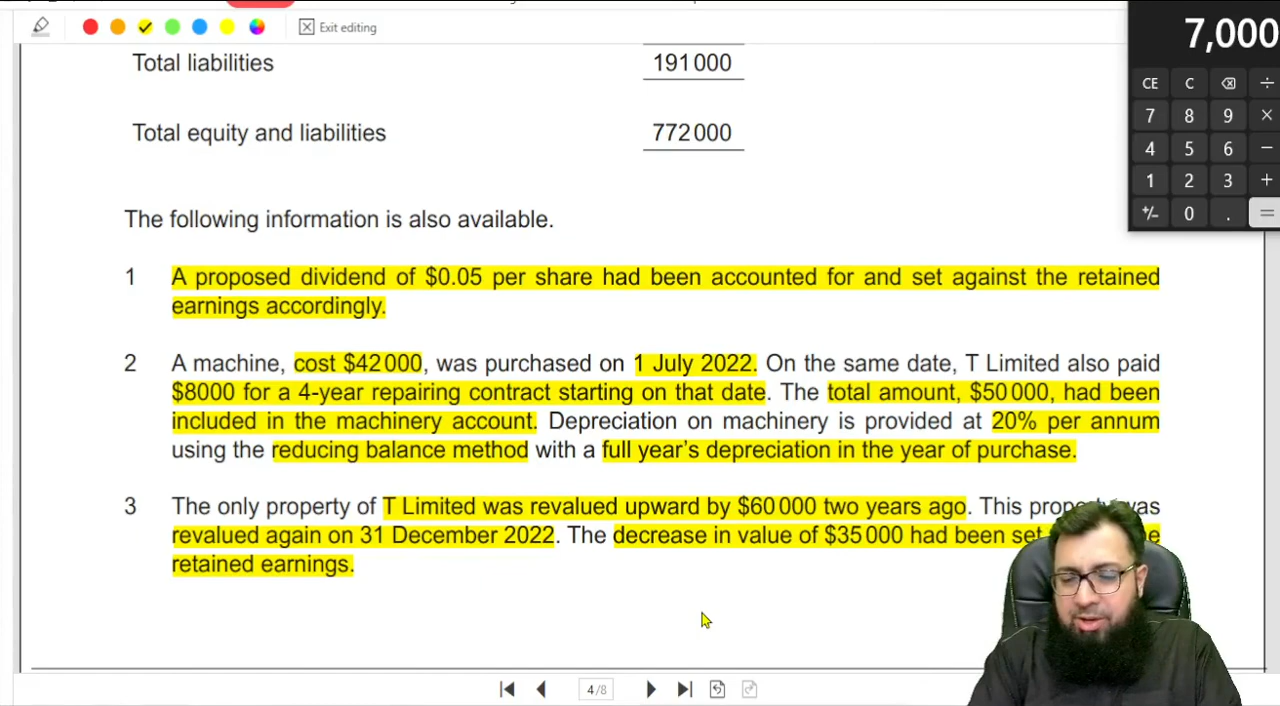 Exit editing
7,000
Total liabilities 191 000
CE C ÷
7 8 9 ×
Total equity and liabilities 772 000
4 5 6 −
1 2 3 +
+/- 0 . =
The following information is also available.
1 A proposed dividend of $0.05 per share had been accounted for and set against the retained
earnings accordingly.
2 A machine, cost $42 000, was purchased on 1 July 2022. On the same date, T Limited also paid
$8000 for a 4-year repairing contract starting on that date. The total amount, $50 000, had been
included in the machinery account. Depreciation on machinery is provided at 20% per annum
using the reducing balance method with a full year's depreciation in the year of purchase.
3 The only property of T Limited was revalued upward by $60 000 two years ago. This was
revalued again on 31 December 2022. The decrease in value of $35 000 had been set
retained earnings.
4/8